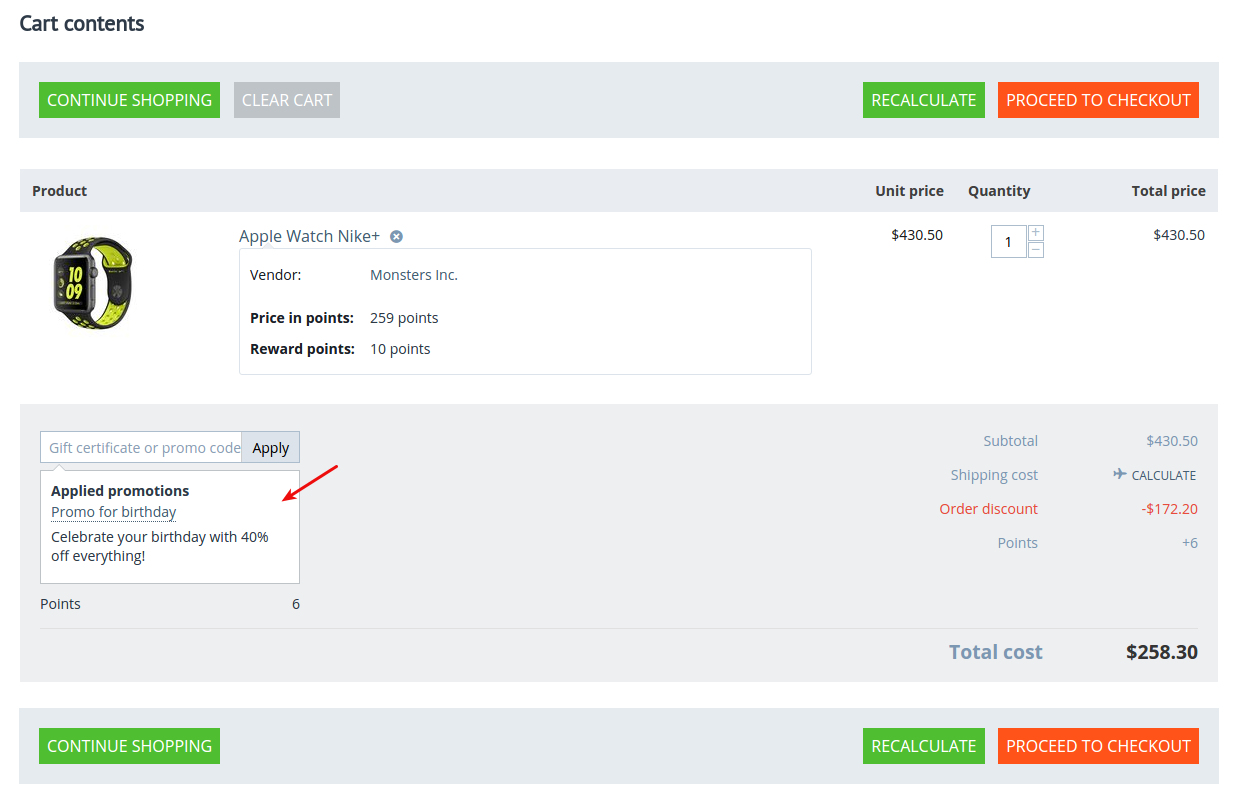 Cart contents
CONTINUE SHOPPING CLEAR CART RECALCULATE PROCEED TO CHECKOUT
Product Unit price Quantity Total price
Apple Watch Nike+ $430.50 1 + − $430.50
10
09
Vendor: Monsters Inc.
Price in points: 259 points
Reward points: 10 points
Gift certificate or promo code Apply
Applied promotions
Promo for birthday
Celebrate your birthday with 40%
off everything!
Points 6
Subtotal $430.50
Shipping cost CALCULATE
Order discount -$172.20
Points +6
Total cost $258.30
CONTINUE SHOPPING RECALCULATE PROCEED TO CHECKOUT